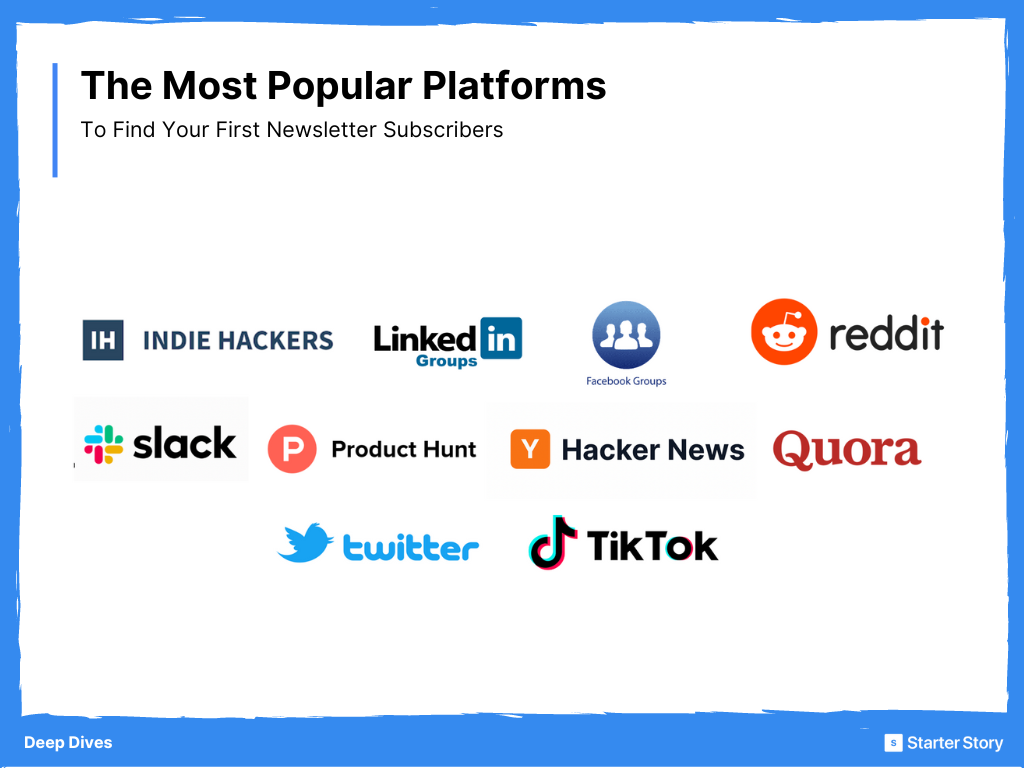 The Most Popular Platforms
To Find Your First Newsletter Subscribers
IH INDIE HACKERS
Linked in
Groups
Facebook Groups
reddit
slack
P Product Hunt
Y Hacker News
Quora
twitter
TikTok
Deep Dives
S Starter Story